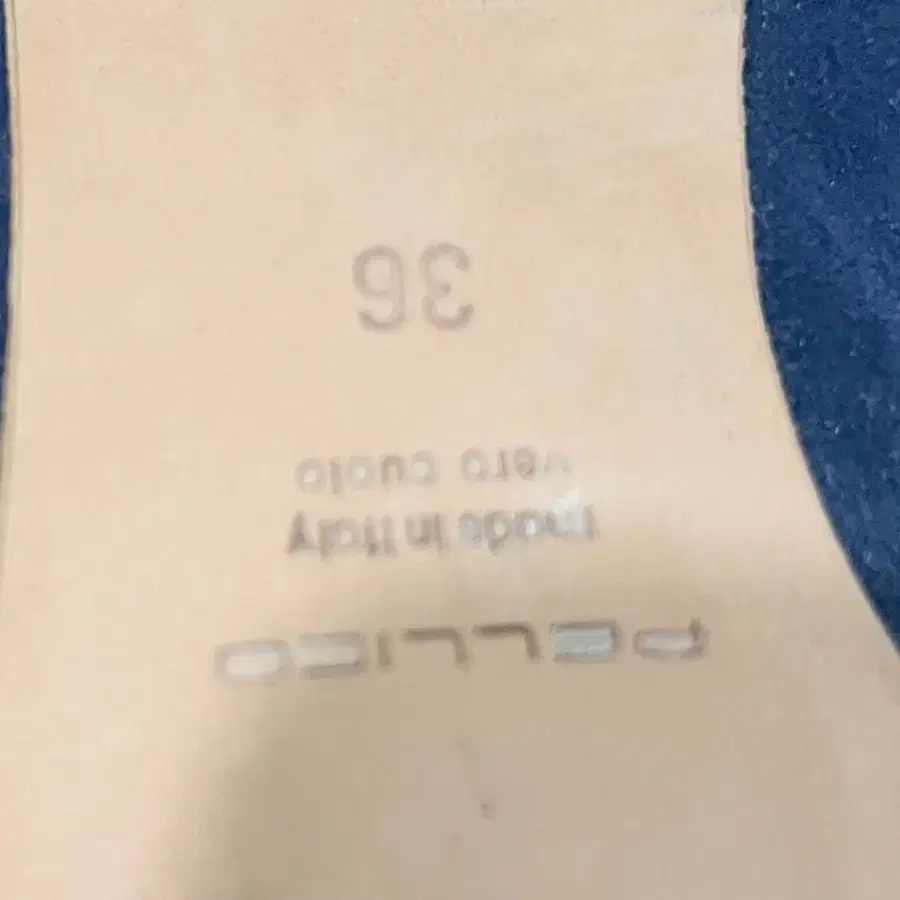 PELLICO
made in Italy
vero cuoio
36